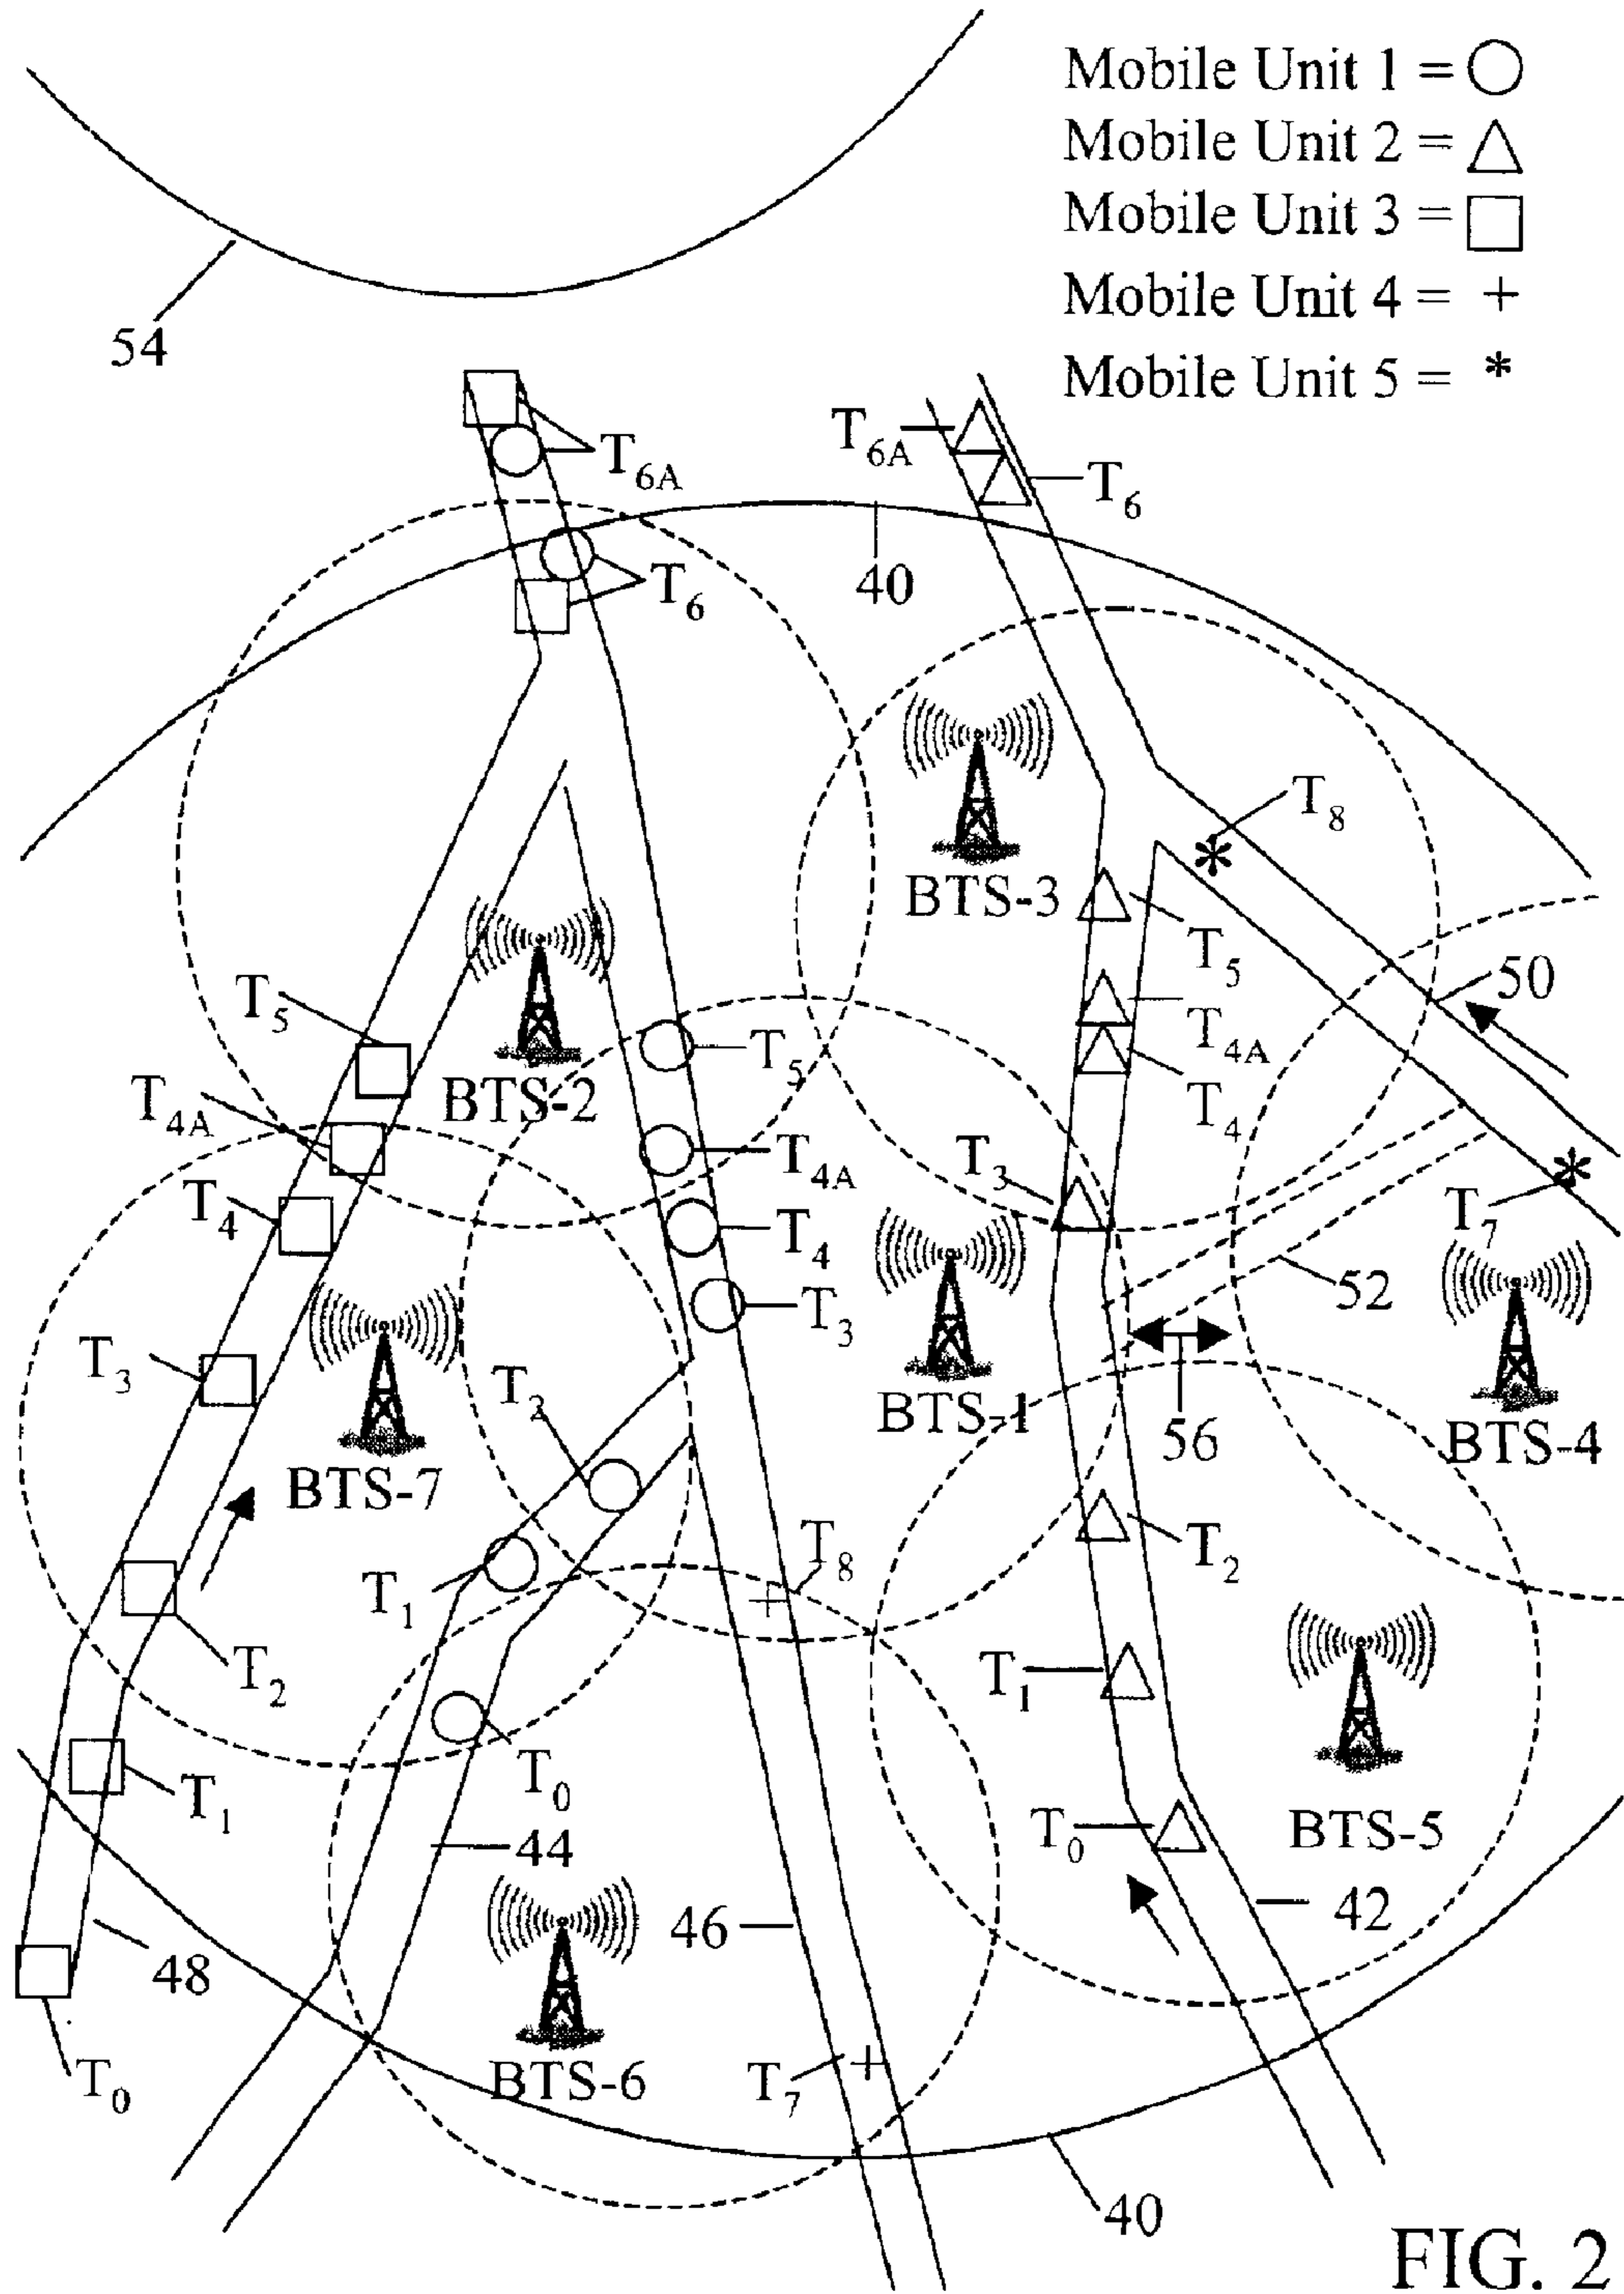 Mobile Unit 1 = ○
Mobile Unit 2 = △
Mobile Unit 3 = □
Mobile Unit 4 = +
Mobile Unit 5 = *
54
T6A
T6A
T6
40
T6
T8
BTS-3
T5
50
T5
T4A
T5
BTS-2
T4A
T4A
T4
T3
T4
T4
T7
52
T3
T3
BTS-1
56
BTS-4
T2
BTS-7
T8
T2
T1
T2
T1
T0
T1
T0
BTS-5
44
42
46
48
T0
BTS-6
T7
40
FIG. 2